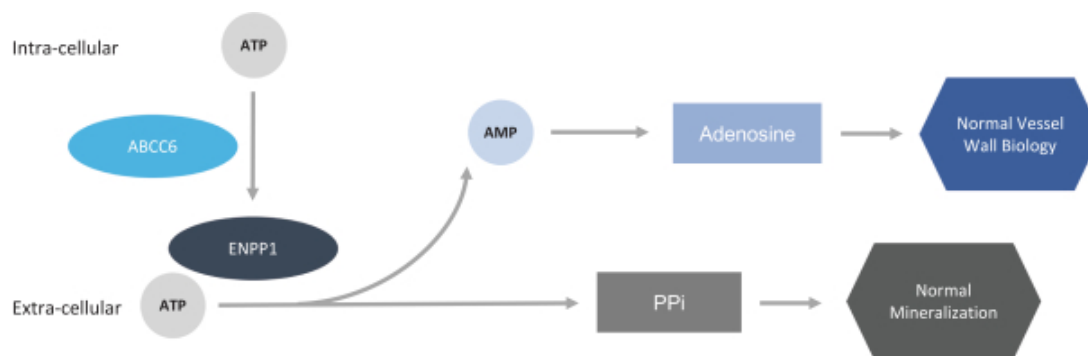 Intra-cellular
ATP
ABCC6
AMP
Adenosine
Normal Vessel
Wall Biology
ENPP1
Extra-cellular
ATP
PPi
Normal
Mineralization